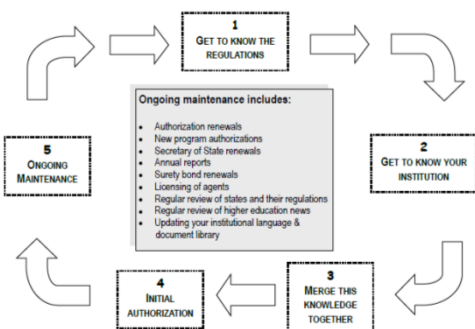 1
GET TO KNOW THE
REGULATIONS
2
GET TO KNOW YOUR
INSTITUTION
3
MERGE THIS
KNOWLEDGE
TOGETHER
4
INITIAL
AUTHORIZATION
5
ONGOING
MAINTENANCE
Ongoing maintenance includes:
• Authorization renewals
• New program authorizations
• Secretary of State renewals
• Annual reports
• Surety bond renewals
• Licensing of agents
• Regular review of states and their regulations
• Regular review of higher education news
• Updating your institutional language &
document library